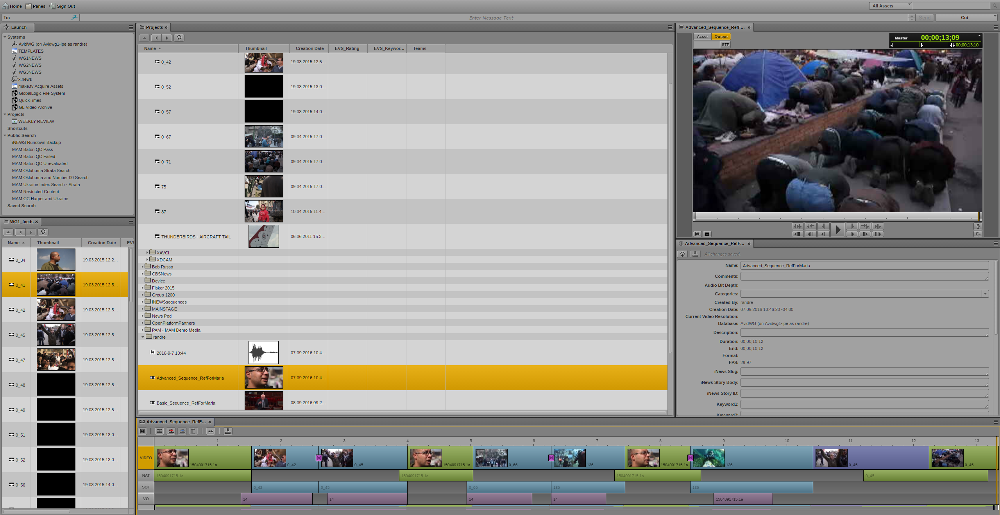 Home Panes Sign Out All Assets
To: Enter Message Text Send Cut
Launch
Systems
AvidWG (on Avidwg1-ipe as randre)
TEMPLATES
WG1NEWS
WG2NEWS
WG3NEWS
x.news
make.tv Acquire Assets
GlobalLogic File System
QuickTimes
GL Video Archive
Projects
WEEKLY REVIEW
Shortcuts
Public Search
iNEWS Rundown Backup
MAM Baton QC Pass
MAM Baton QC Failed
MAM Baton QC Unevaluated
MAM Oklahoma Strata Search
MAM Oklahoma and Number 00 Search
MAM Ukraine Index Search - Strata
MAM Restricted Content
MAM CC Harper and Ukraine
Saved Search
WG1_feeds
Name Thumbnail Creation Date EVS
0_34 19.03.2015 12:2...
0_41 19.03.2015 12:5...
0_42 19.03.2015 12:5...
0_45 19.03.2015 12:5...
0_47 19.03.2015 12:5...
0_48 19.03.2015 12:5...
0_49 19.03.2015 12:5...
0_51 19.03.2015 13:0...
0_52 19.03.2015 13:0...
0_56 19.03.2015 14:0...
Projects
Name Thumbnail Creation Date EVS_Rating EVS_Keywor... Teams
0_42 19.03.2015 12:5...
0_52 19.03.2015 13:0...
0_57 19.03.2015 14:0...
0_67 09.04.2015 17:0...
0_71 09.04.2015 17:0...
75 09.04.2015 17:0...
87 10.04.2015 11:4...
THUNDERBIRDS - AIRCRAFT TAIL 06.06.2011 15:3...
XAVCi
XDCAM
Bob Russo
CBSNews
Device
Fisker 2015
Group 1200
iNEWSsequences
MAINSTAGE
News Pod
OpenPlatformPartners
PAM - MAM Demo Media
randre
2016-9-7 10:44 07.09.2016 10:4...
Advanced_Sequence_RefForMaria 07.09.2016 10:4...
Basic_Sequence_RefForMaria 08.09.2016 09:2...
Advanced_Sequence_RefF...
Asset Output
STP
Master 00;00;13;09
00;00;13;10
Advanced_Sequence_RefF...
All changes saved.
Name: Advanced_Sequence_RefForMaria
Comments:
Audio Bit Depth:
Categories:
Created By: randre
Creation Date: 07.09.2016 10:46:20 -04:00
Current Video Resolution:
Database: AvidWG (on Avidwg1-ipe as randre)
Description:
Duration: 00;00;10;12
End: 00;00;10;12
Format:
FPS: 29.97
iNews Slug:
iNews Story Body:
iNews Story ID:
Keyword1:
Keyword2:
Advanced_Sequence_RefF...
1 2 3 4 5 6 7 8 9 10 11 12 13
VIDEO 1504091715.1a 0_42 0_45 1504091715.1a 0_66 136 1504091715.1a 136 0_45 0_45
NAT 1504091715.1a 1504091715.1a 1504091715.1a 0_45
SOT 0_42 0_45 0_66 136 136
VO 14 14 14 14 1504091715.1a